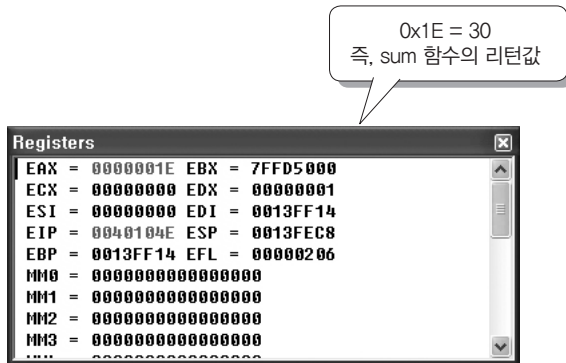 0x1E = 30
즉, sum 함수의 리턴값
Registers
EAX = 0000001E EBX = 7FFD5000
ECX = 00000000 EDX = 00000001
ESI = 00000000 EDI = 0013FF14
EIP = 0040104E ESP = 0013FEC8
EBP = 0013FF14 EFL = 00000206
MM0 = 0000000000000000
MM1 = 0000000000000000
MM2 = 0000000000000000
MM3 = 0000000000000000